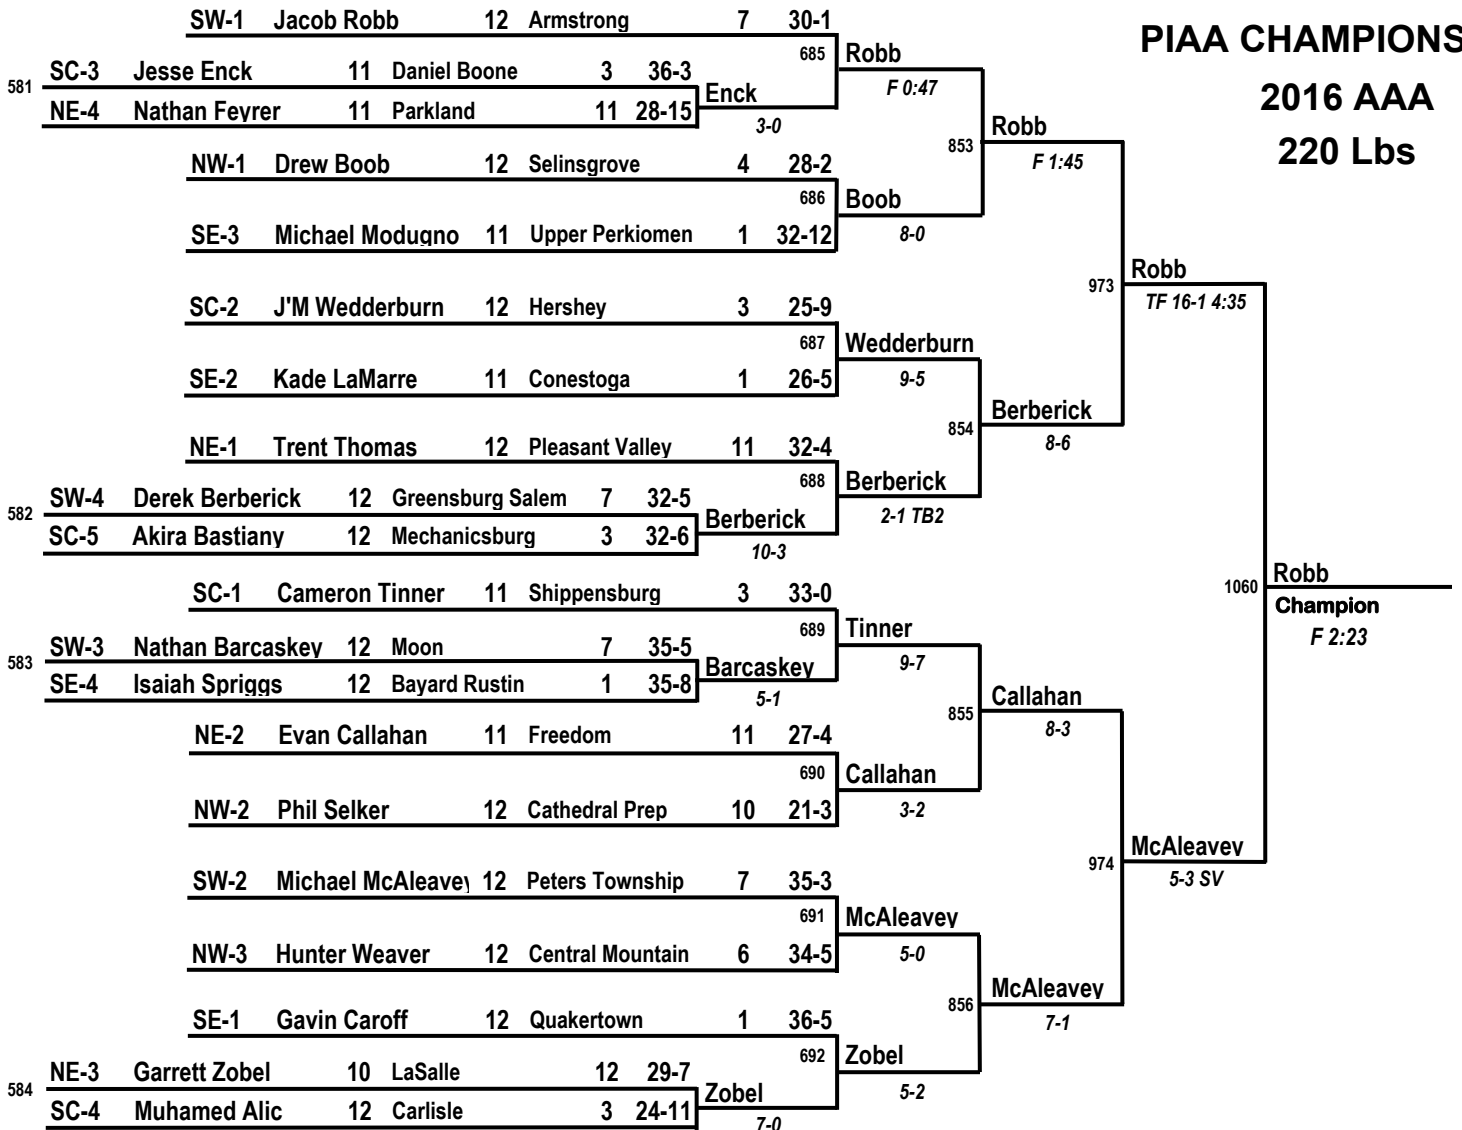 PIAA CHAMPIONS
2016 AAA
220 Lbs
SW-1 Jacob Robb 12 Armstrong 7 30-1
685 Robb
F 0:47
581 SC-3 Jesse Enck 11 Daniel Boone 3 36-3
Enck
NE-4 Nathan Feyrer 11 Parkland 11 28-15
3-0
853 Robb
F 1:45
NW-1 Drew Boob 12 Selinsgrove 4 28-2
686 Boob
8-0
SE-3 Michael Modugno 11 Upper Perkiomen 1 32-12
973 Robb
TF 16-1 4:35
SC-2 J'M Wedderburn 12 Hershey 3 25-9
687 Wedderburn
9-5
SE-2 Kade LaMarre 11 Conestoga 1 26-5
854 Berberick
8-6
NE-1 Trent Thomas 12 Pleasant Valley 11 32-4
688 Berberick
2-1 TB2
582 SW-4 Derek Berberick 12 Greensburg Salem 7 32-5
Berberick
SC-5 Akira Bastiany 12 Mechanicsburg 3 32-6
10-3
1060 Robb
Champion
F 2:23
SC-1 Cameron Tinner 11 Shippensburg 3 33-0
689 Tinner
9-7
583 SW-3 Nathan Barcaskey 12 Moon 7 35-5
Barcaskey
SE-4 Isaiah Spriggs 12 Bayard Rustin 1 35-8
5-1
855 Callahan
8-3
NE-2 Evan Callahan 11 Freedom 11 27-4
690 Callahan
3-2
NW-2 Phil Selker 12 Cathedral Prep 10 21-3
974 McAleavey
5-3 SV
SW-2 Michael McAleavey 12 Peters Township 7 35-3
691 McAleavey
5-0
NW-3 Hunter Weaver 12 Central Mountain 6 34-5
856 McAleavey
7-1
SE-1 Gavin Caroff 12 Quakertown 1 36-5
692 Zobel
5-2
584 NE-3 Garrett Zobel 10 LaSalle 12 29-7
Zobel
SC-4 Muhamed Alic 12 Carlisle 3 24-11
7-0